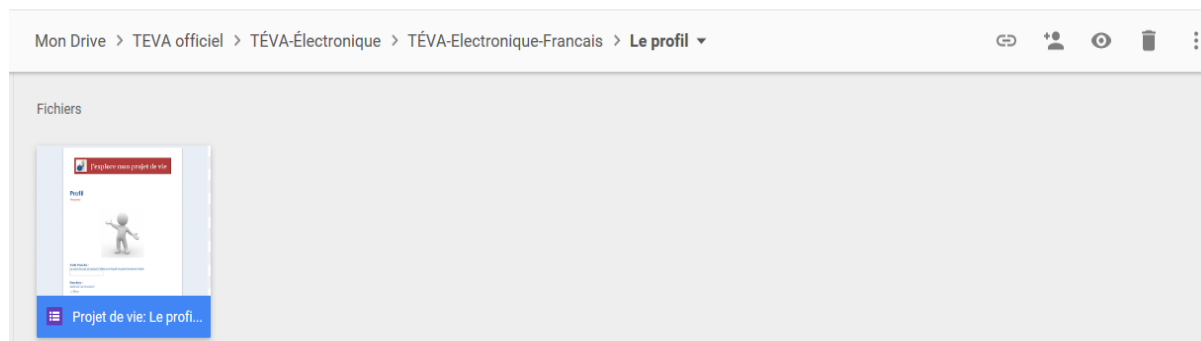 Mon Drive > TEVA officiel > TÉVA-Électronique > TÉVA-Electronique-Francais > Le profil
Fichiers
J'explore mon projet de vie
Profil
Projet de vie: Le profi...